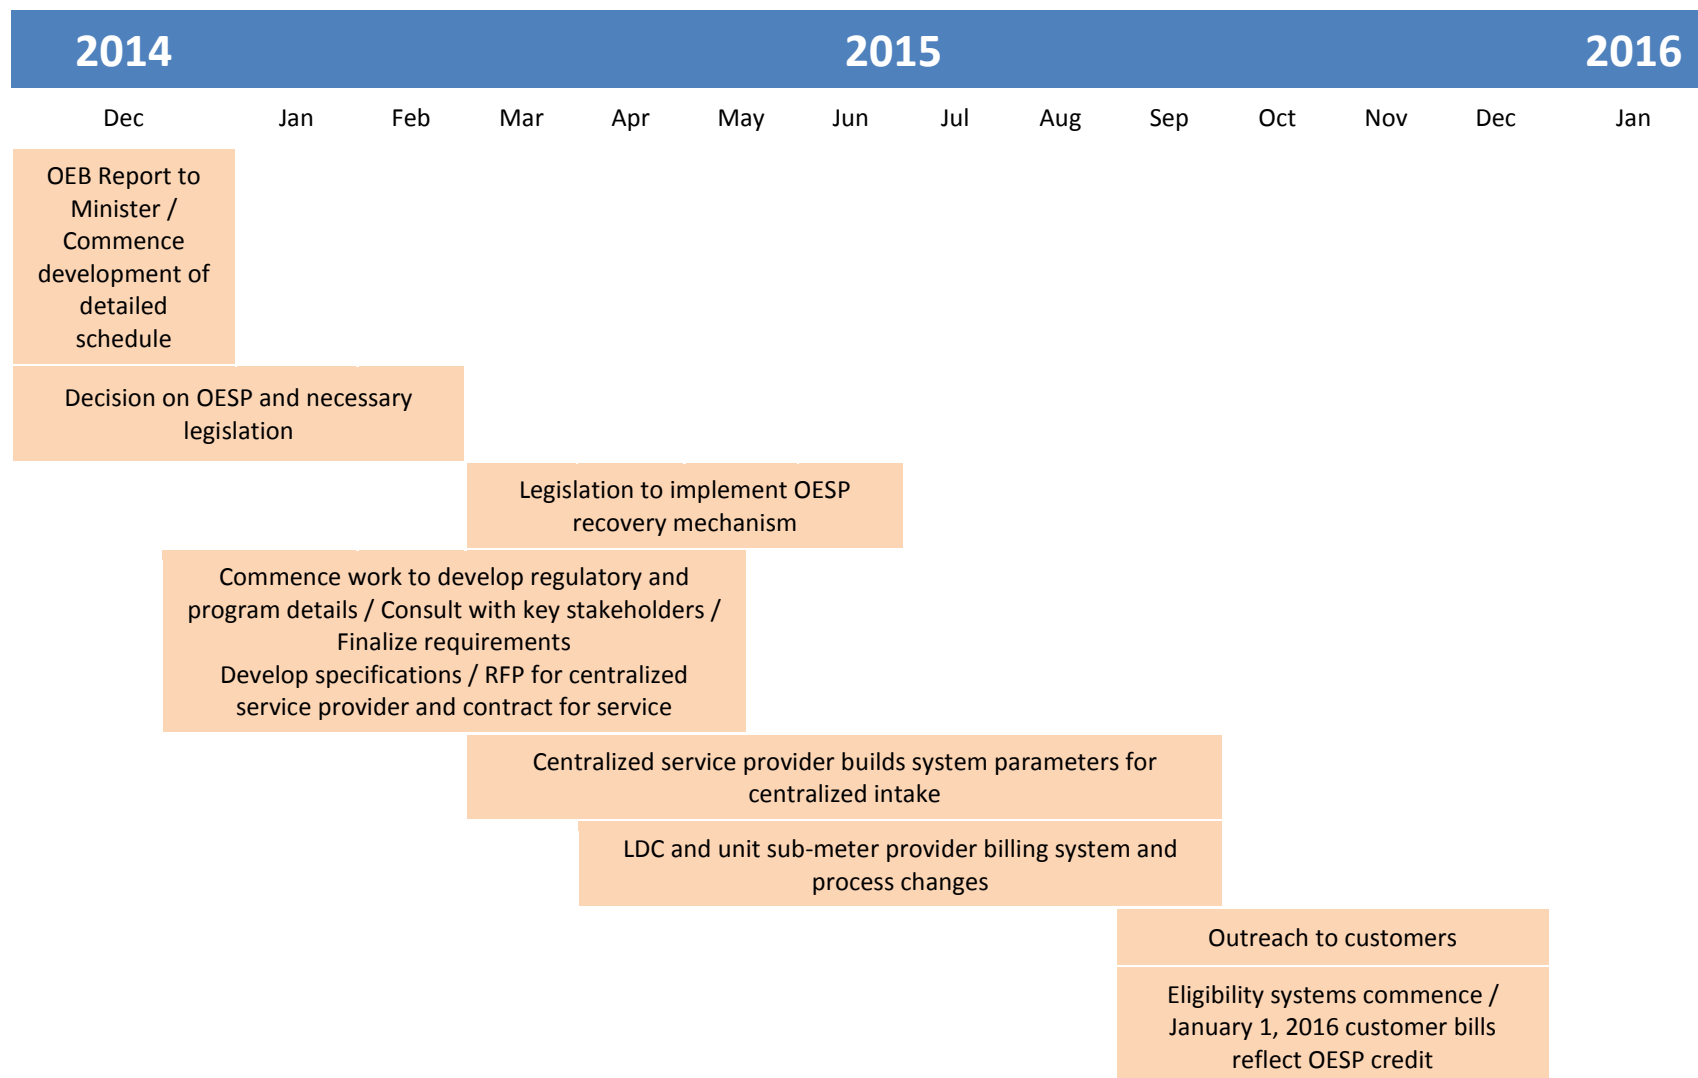 2014 2015 2016
Dec Jan Feb Mar Apr May Jun Jul Aug Sep Oct Nov Dec Jan
OEB Report to
Minister /
Commence
development of
detailed
schedule
Decision on OESP and necessary
legislation
Legislation to implement OESP
recovery mechanism
Commence work to develop regulatory and
program details / Consult with key stakeholders /
Finalize requirements
Develop specifications / RFP for centralized
service provider and contract for service
Centralized service provider builds system parameters for
centralized intake
LDC and unit sub-meter provider billing system and
process changes
Outreach to customers
Eligibility systems commence /
January 1, 2016 customer bills
reflect OESP credit